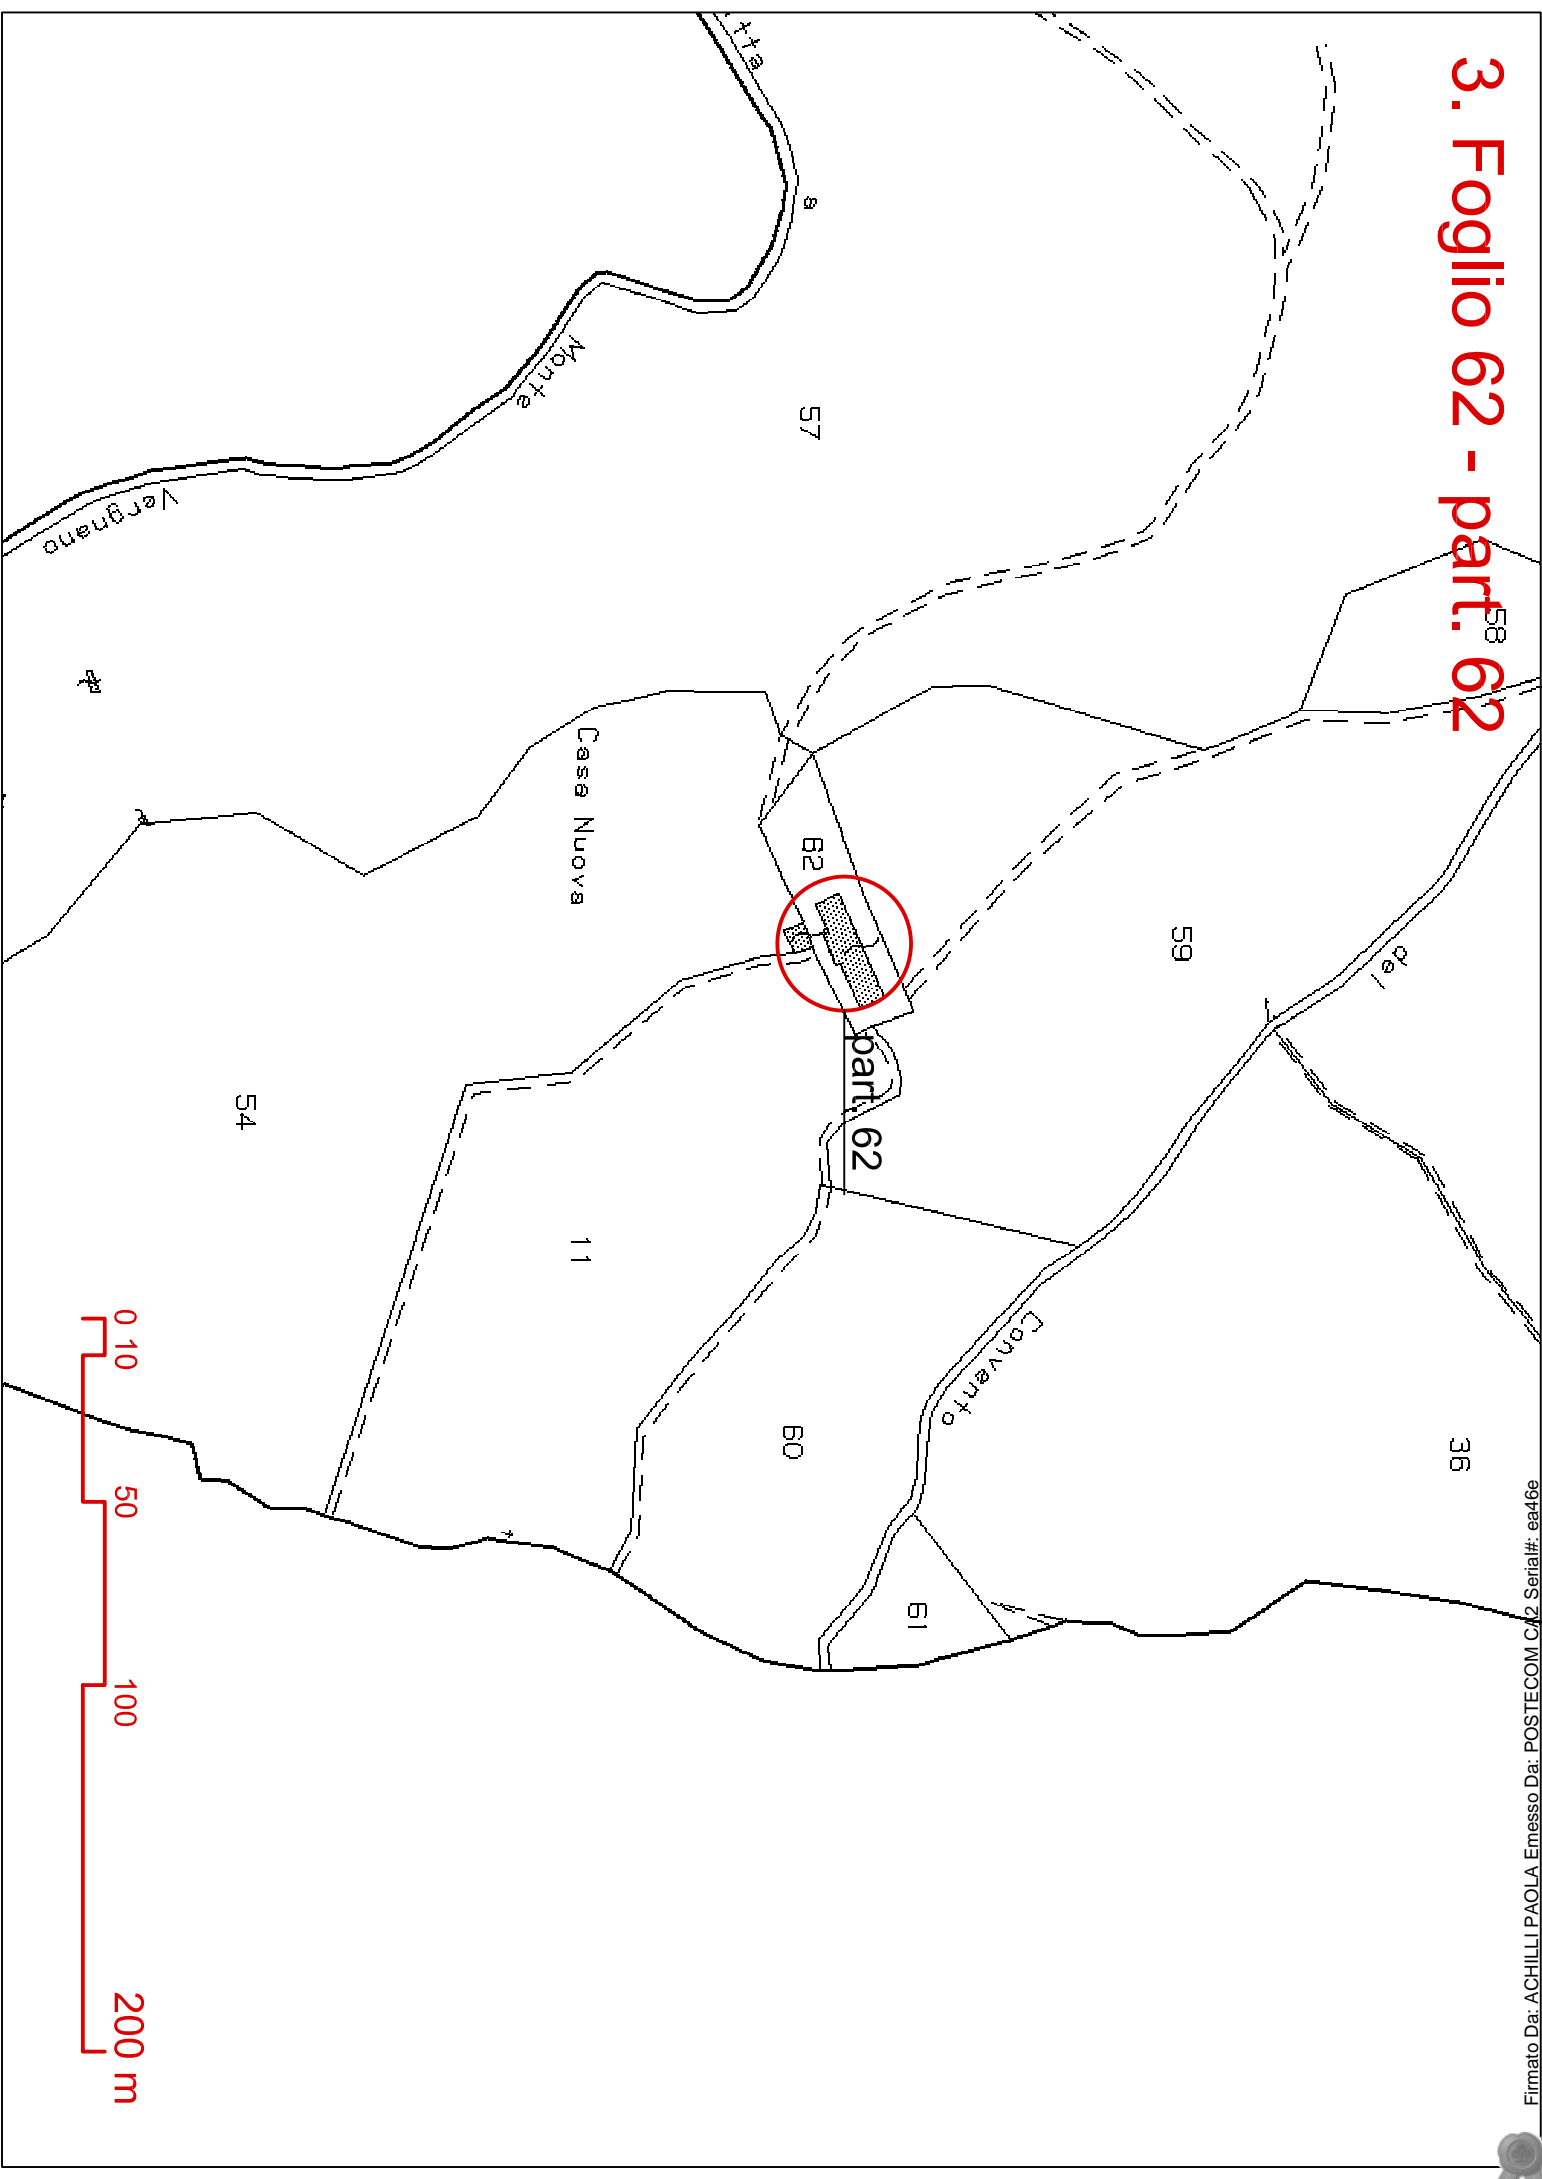 3. Foglio 62 - part. 62
58
tta
a
57
Monte
Vergnano
Casa Nuova
62
59
del
part. 62
54
11
Convento
60
36
61
0 10 50 100 200 m
Firmato Da: ACHILLI PAOLA Emesso Da: POSTECOM CA2 Serial#: ea46e